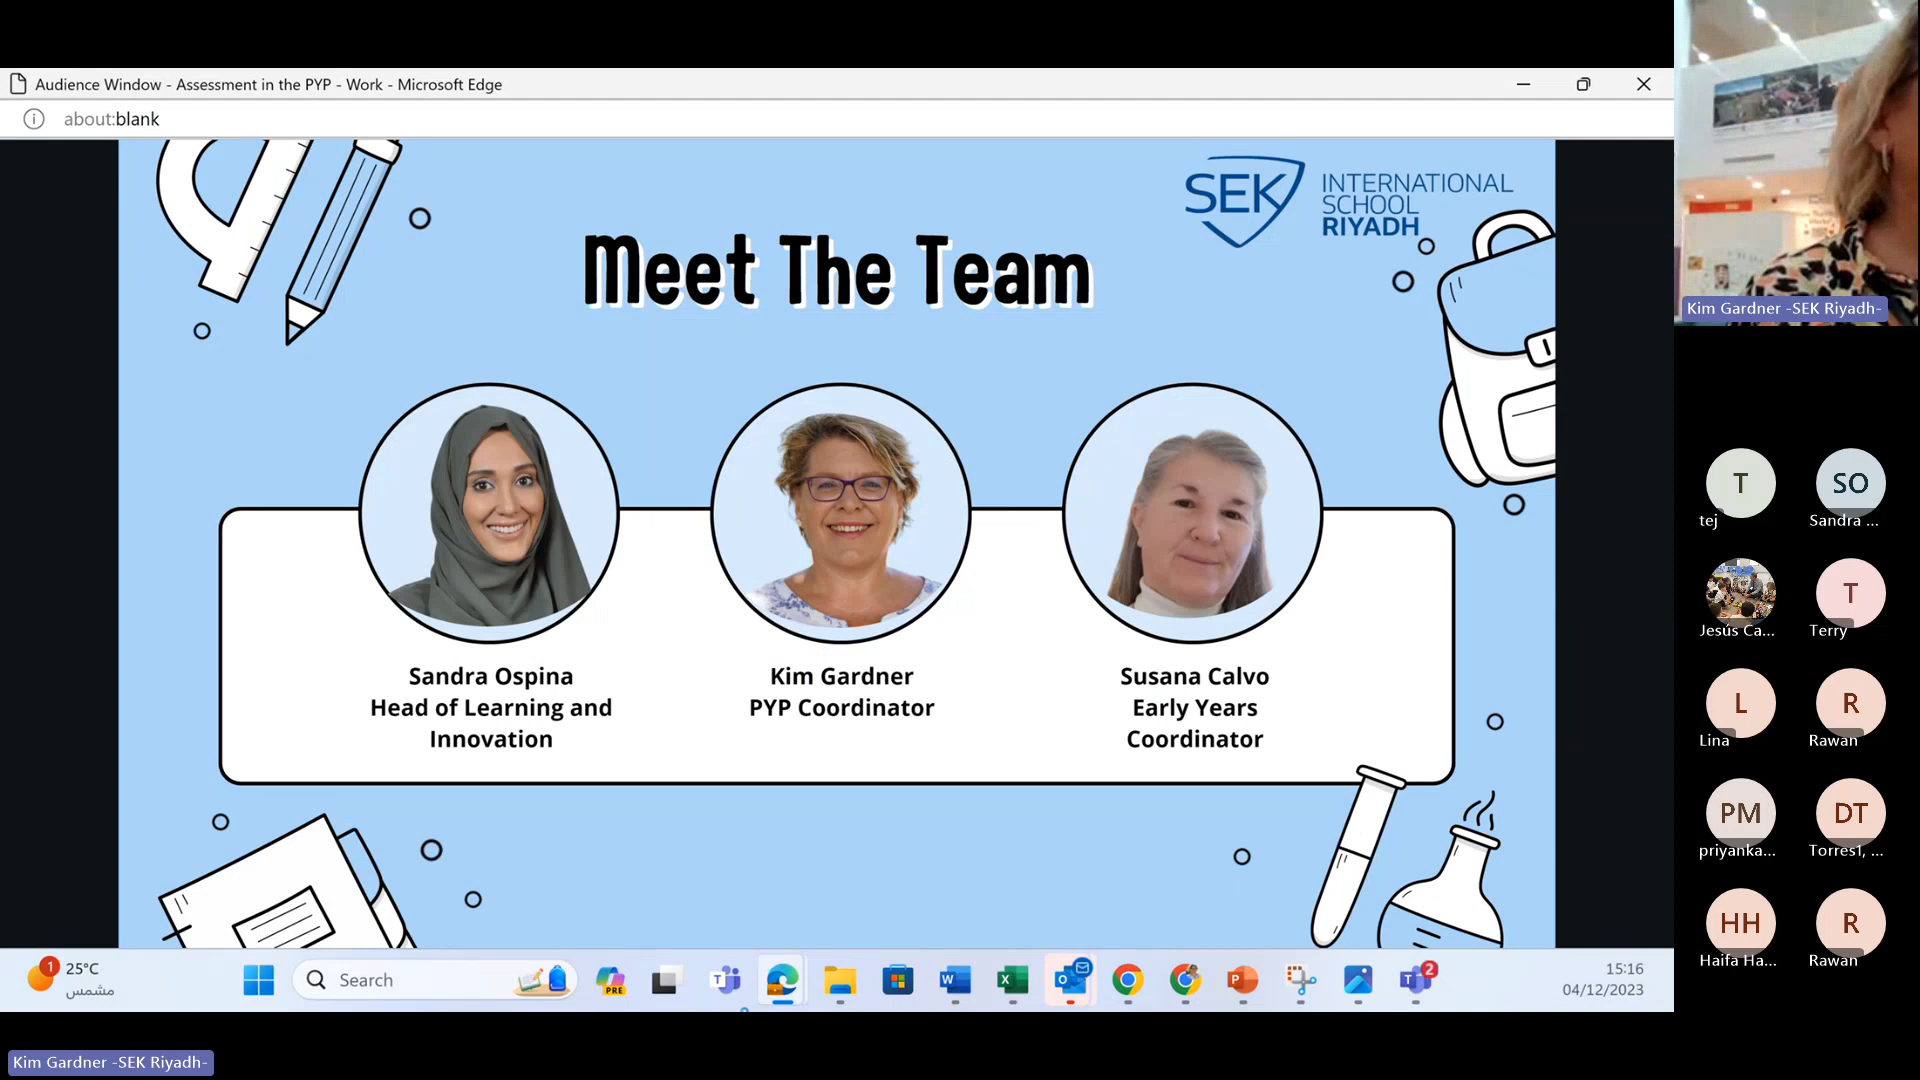 Audience Window - Assessment in the PYP - Work - Microsoft Edge
about:blank
SEK
INTERNATIONAL
SCHOOL
RIYADH
Meet The Team
Sandra Ospina
Head of Learning and
Innovation
Kim Gardner
PYP Coordinator
Susana Calvo
Early Years
Coordinator
Kim Gardner -SEK Riyadh-
T
tej
SO
Sandra ...
Jesús Ca...
T
Terry
L
Lina
R
Rawan
PM
priyanka...
DT
Torres1, ...
HH
Haifa Ha...
R
Rawan
1
25°C
مشمس
Search
PRE
2
15:16
04/12/2023
Kim Gardner -SEK Riyadh-